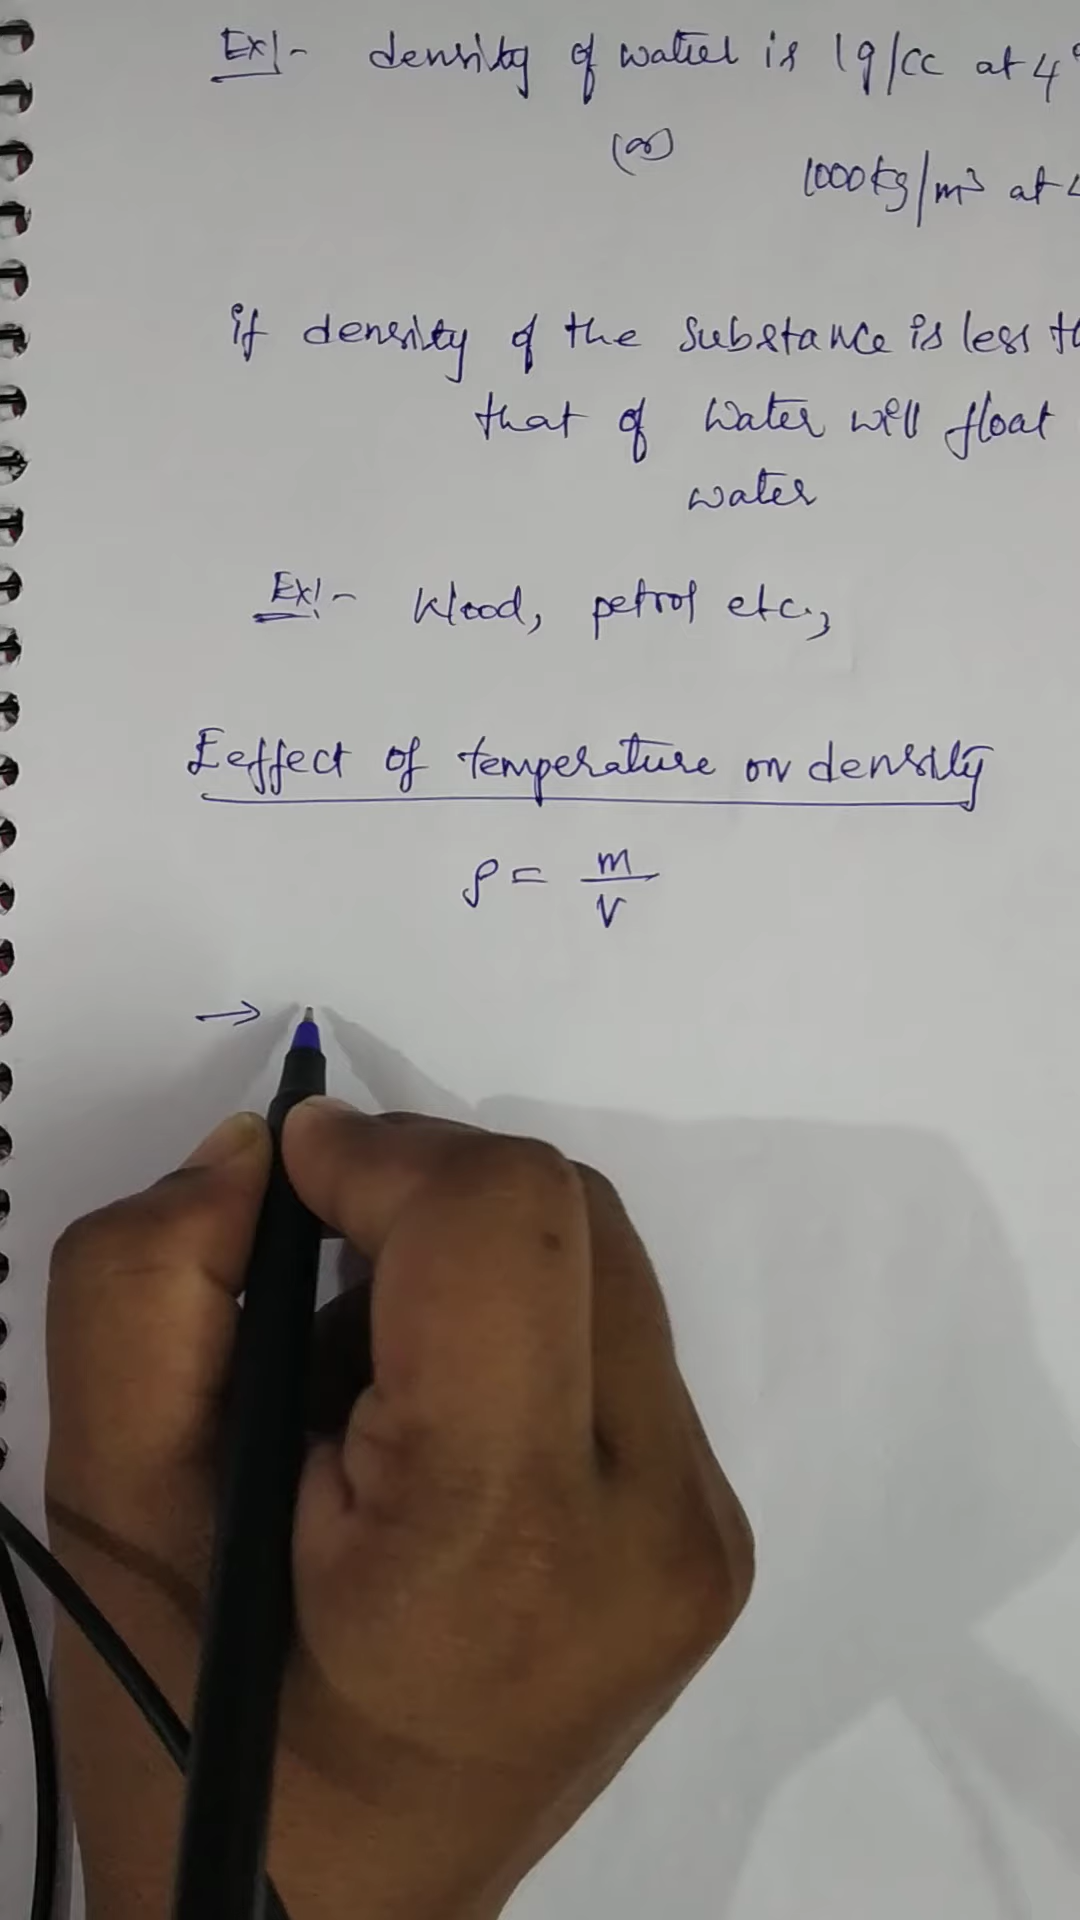 Ex!- density of water is 1g/cc at 4°
(or)
1000kg/m³ at 4
if density of the substance is less th
that of water will float
water
Ex!- Wood, petrol etc.,
Eeffect of temperature on density
ρ = m/V
→